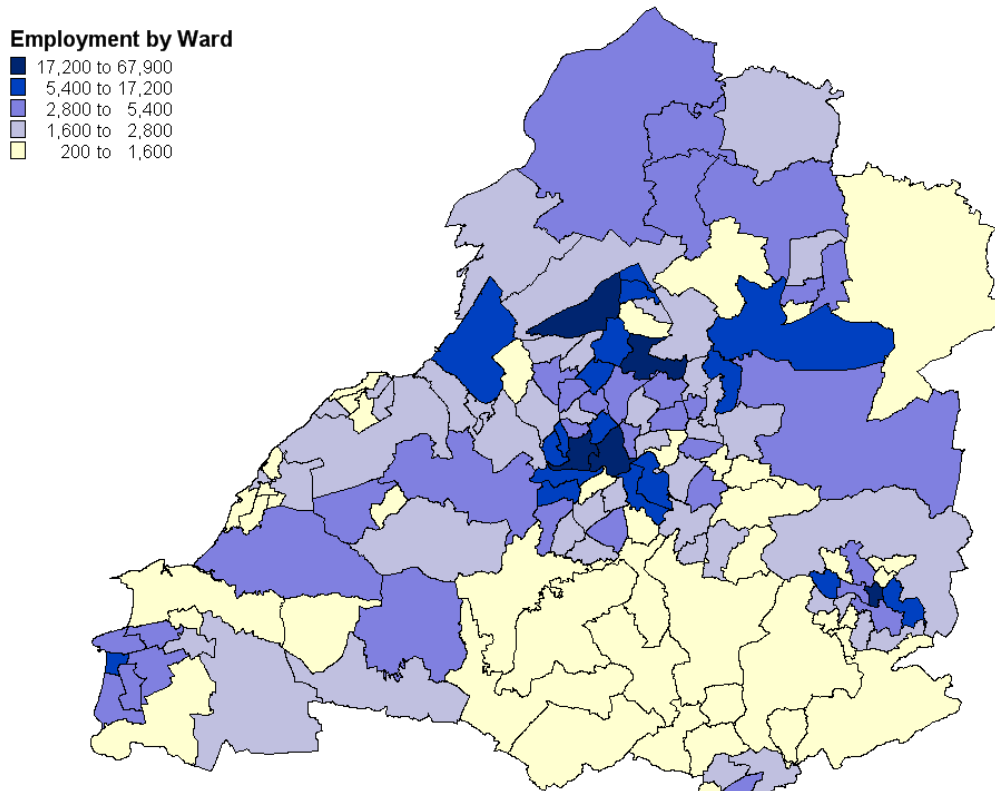 Employment by Ward
17,200 to 67,900
5,400 to 17,200
2,800 to 5,400
1,600 to 2,800
200 to 1,600